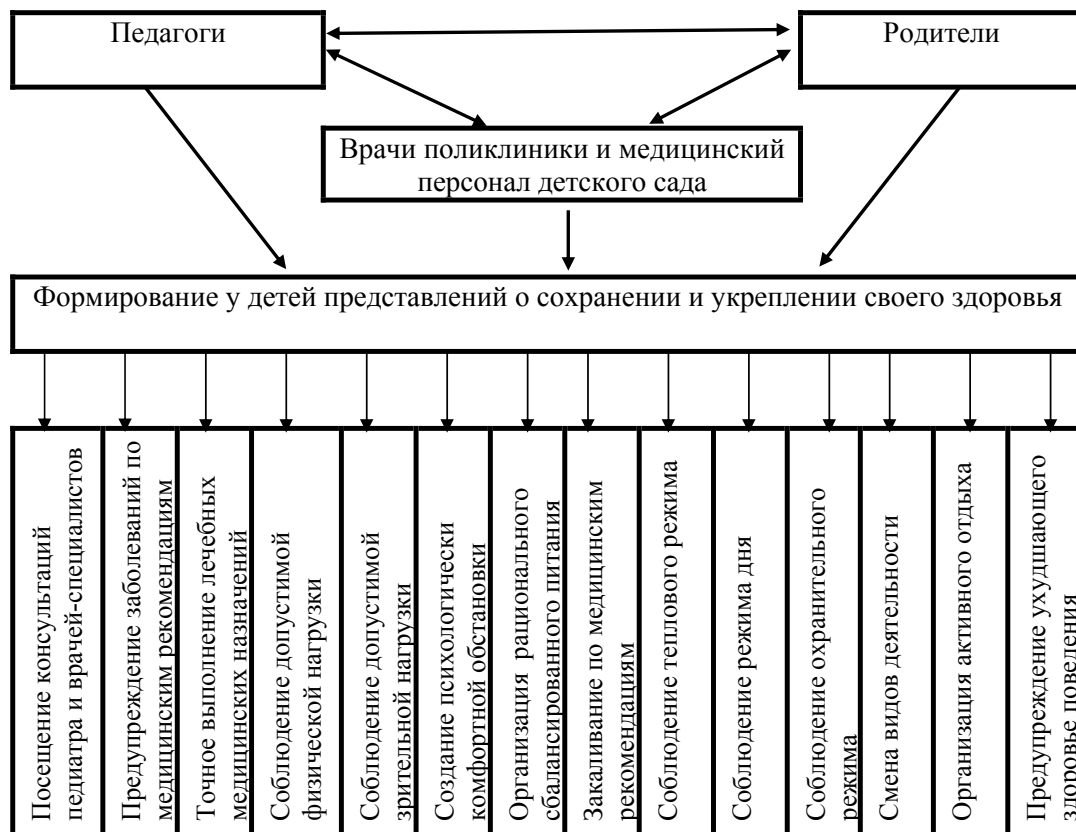 Педагоги
Родители
Врачи поликлиники и медицинский
персонал детского сада
Формирование у детей представлений о сохранении и укреплении своего здоровья
Посещение консультаций
педиатра и врачей-специалистов
Предупреждение заболеваний по
медицинским рекомендациям
Точное выполнение лечебных
медицинских назначений
Соблюдение допустимой
физической нагрузки
Соблюдение допустимой
зрительной нагрузки
Создание психологически
комфортной обстановки
Организация рационального
сбалансированного питания
Закаливание по медицинским
рекомендациям
Соблюдение теплового режима
Соблюдение режима дня
Соблюдение охранительного
режима
Смена видов деятельности
Организация активного отдыха
Предупреждение ухудшающего
здоровье поведения